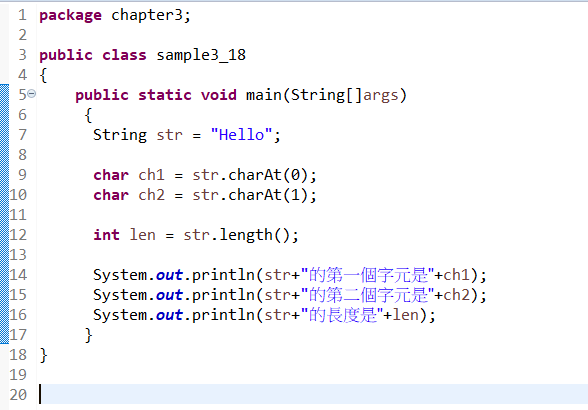 1 package chapter3;
2
3 public class sample3_18
4 {
5 public static void main(String[]args)
6 {
7 String str = "Hello";
8
9 char ch1 = str.charAt(0);
10 char ch2 = str.charAt(1);
11
12 int len = str.length();
13
14 System.out.println(str+"的第一個字元是"+ch1);
15 System.out.println(str+"的第二個字元是"+ch2);
16 System.out.println(str+"的長度是"+len);
17 }
18 }
19
20